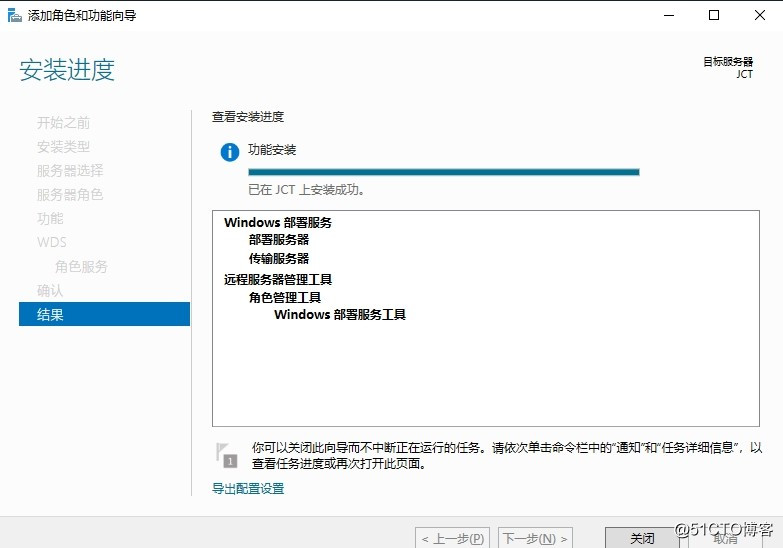 添加角色和功能向导
安装进度
目标服务器
JCT
开始之前
安装类型
服务器选择
服务器角色
功能
WDS
角色服务
确认
结果
查看安装进度
功能安装
已在 JCT 上安装成功。
Windows 部署服务
部署服务器
传输服务器
远程服务器管理工具
角色管理工具
Windows 部署服务工具
1
你可以关闭此向导而不中断正在运行的任务。请依次单击命令栏中的“通知”和“任务详细信息”，以
查看任务进度或再次打开此页面。
导出配置设置
< 上一步(P)
下一步(N) >
关闭
取消
@51CTO博客